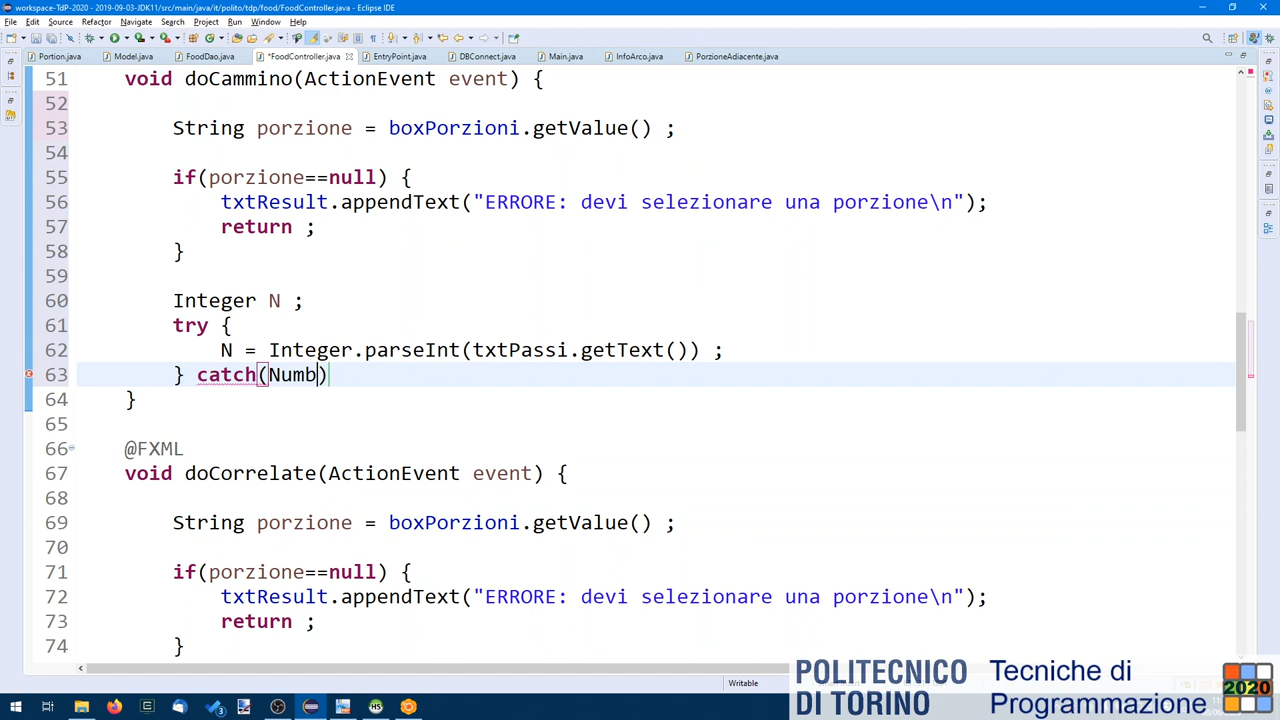 workspace-TdP-2020 - 2019-09-03-JDK11/src/main/java/it/polito/tdp/food/FoodController.java - Eclipse IDE
File Edit Source Refactor Navigate Search Project Run Window Help
Portion.java Model.java FoodDao.java *FoodController.java EntryPoint.java DBConnect.java Main.java InfoArco.java PorzioneAdiacente.java
51 void doCammino(ActionEvent event) {
52
53 String porzione = boxPorzioni.getValue() ;
54
55 if(porzione==null) {
56 txtResult.appendText("ERRORE: devi selezionare una porzione\n");
57 return ;
58 }
59
60 Integer N ;
61 try {
62 N = Integer.parseInt(txtPassi.getText()) ;
63 } catch(Numb)
64 }
65
66 @FXML
67 void doCorrelate(ActionEvent event) {
68
69 String porzione = boxPorzioni.getValue() ;
70
71 if(porzione==null) {
72 txtResult.appendText("ERRORE: devi selezionare una porzione\n");
73 return ;
74 }
Writable
POLITECNICO
DI TORINO
Tecniche di
Programmazione
2020